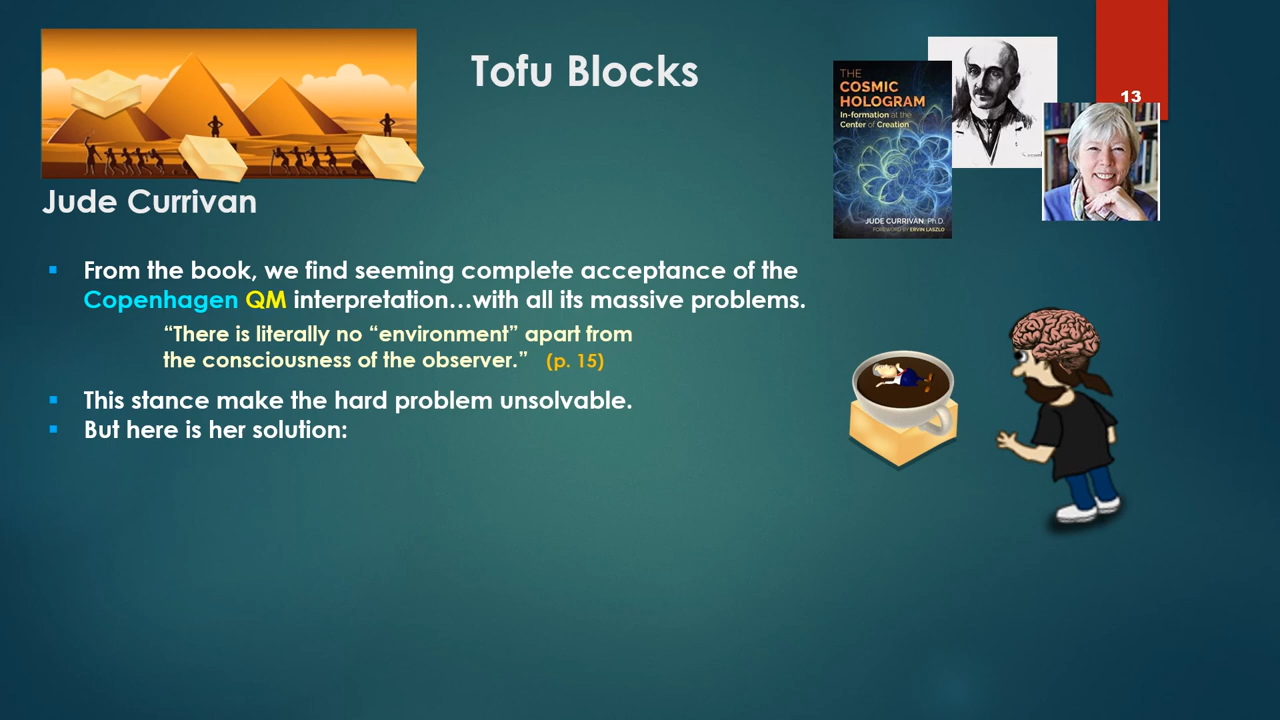 Tofu Blocks
13
THE
COSMIC
HOLOGRAM
In-formation at the
Center of Creation
JUDE CURRIVAN, Ph.D.
FOREWORD BY ERVIN LASZLO
Jude Currivan
From the book, we find seeming complete acceptance of the
Copenhagen QM interpretation…with all its massive problems.
“There is literally no “environment” apart from
the consciousness of the observer.” (p. 15)
This stance make the hard problem unsolvable.
But here is her solution: